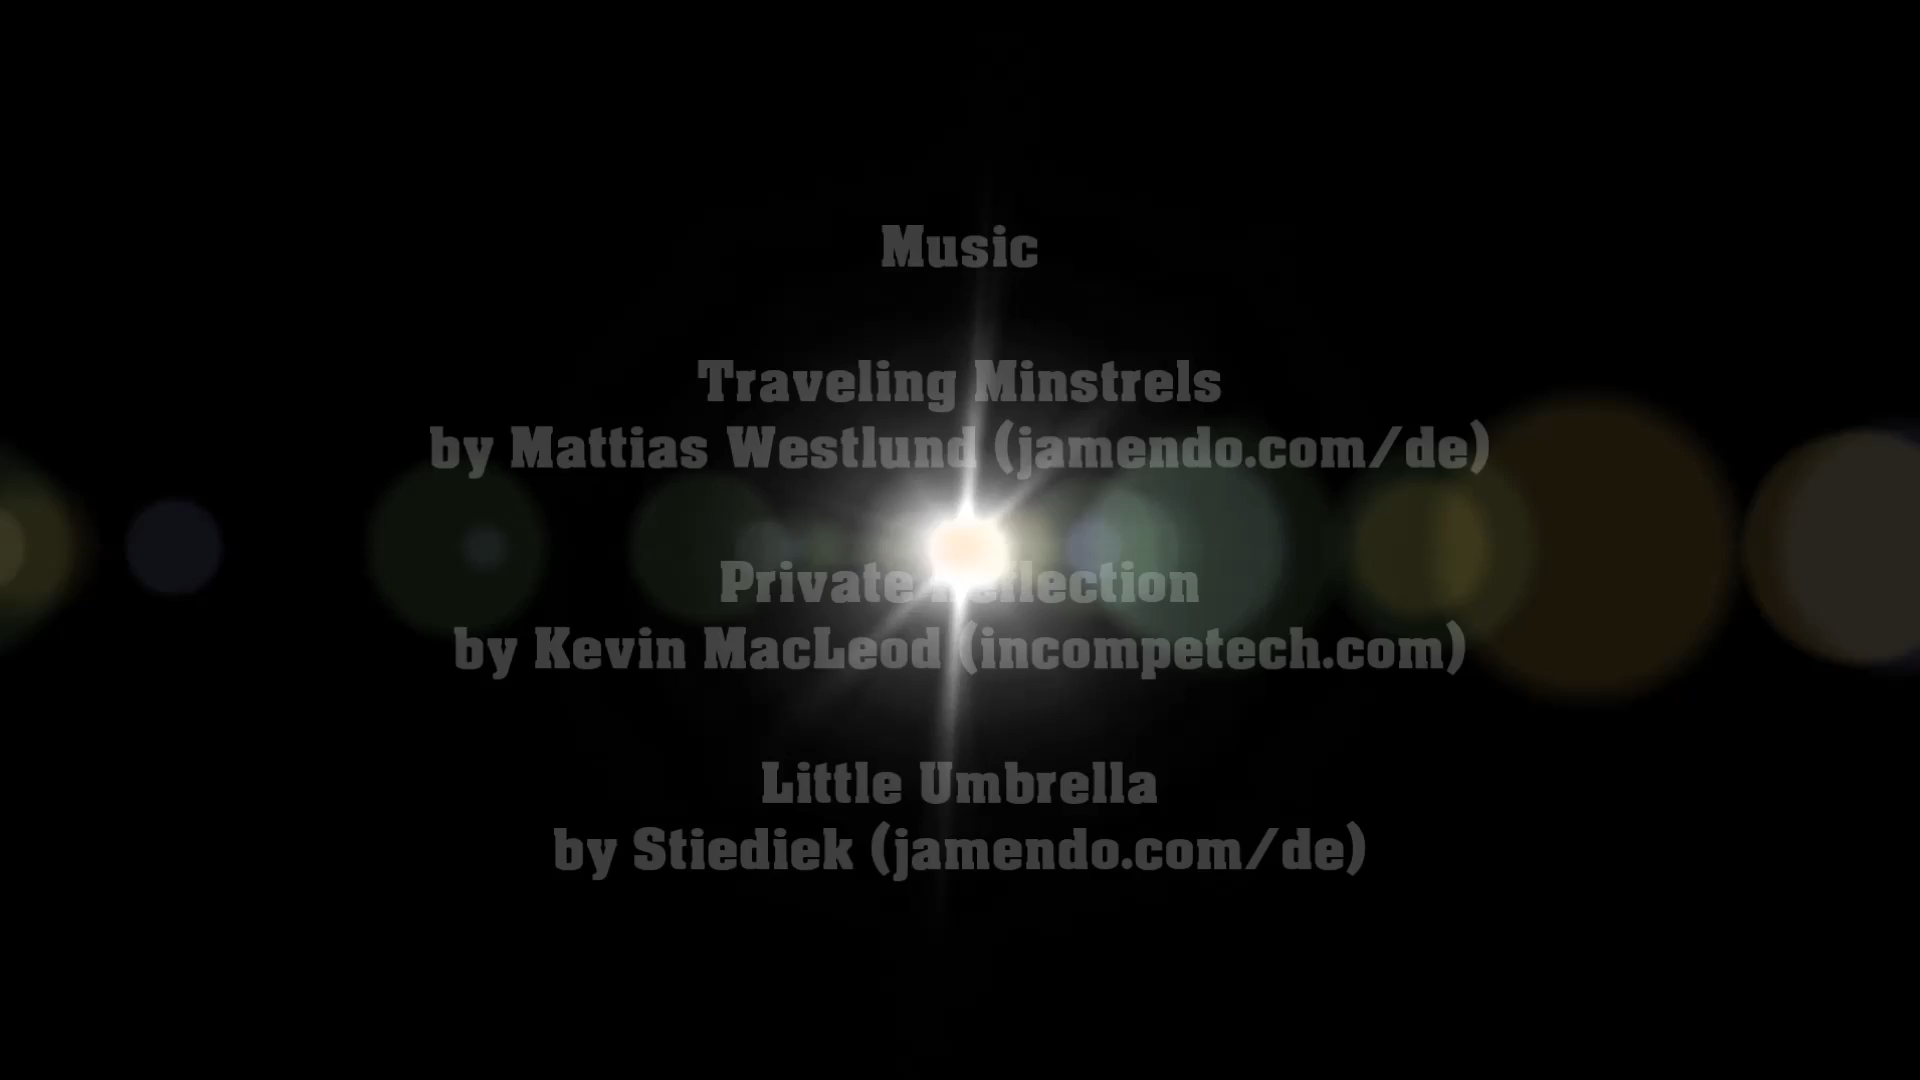 Music
Traveling Minstrels
by Mattias Westlund (jamendo.com/de)
Private Reflection
by Kevin MacLeod (incompetech.com)
Little Umbrella
by Stiediek (jamendo.com/de)